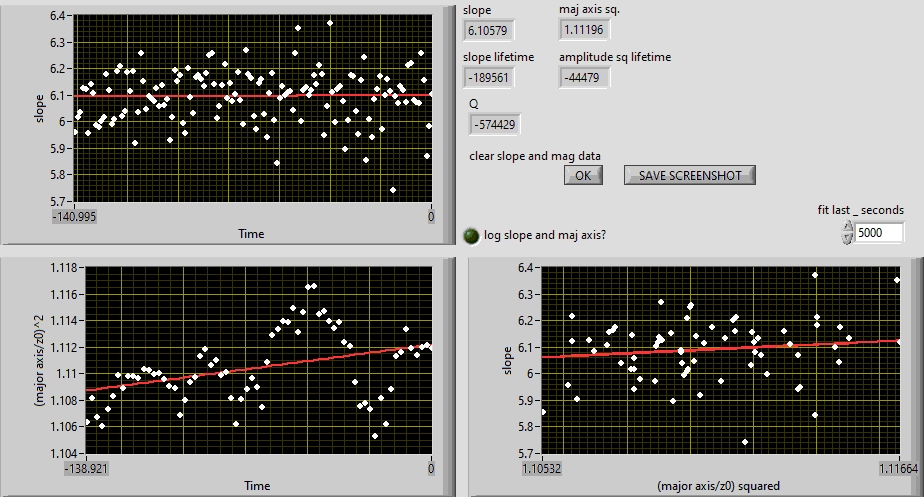 6.4
6.3
6.2
6.1
6
5.9
5.8
5.7
slope
-140.995
0
Time
slope
maj axis sq.
6.10579
1.11196
slope lifetime
amplitude sq lifetime
-189561
-44479
Q
-574429
clear slope and mag data
OK
SAVE SCREENSHOT
fit last _ seconds
log slope and maj axis?
5000
1.118
1.116
1.114
1.112
1.11
1.108
1.106
1.104
(major axis/z0)^2
-138.921
0
Time
6.4
6.3
6.2
6.1
6
5.9
5.8
5.7
slope
1.10532
1.11664
(major axis/z0) squared